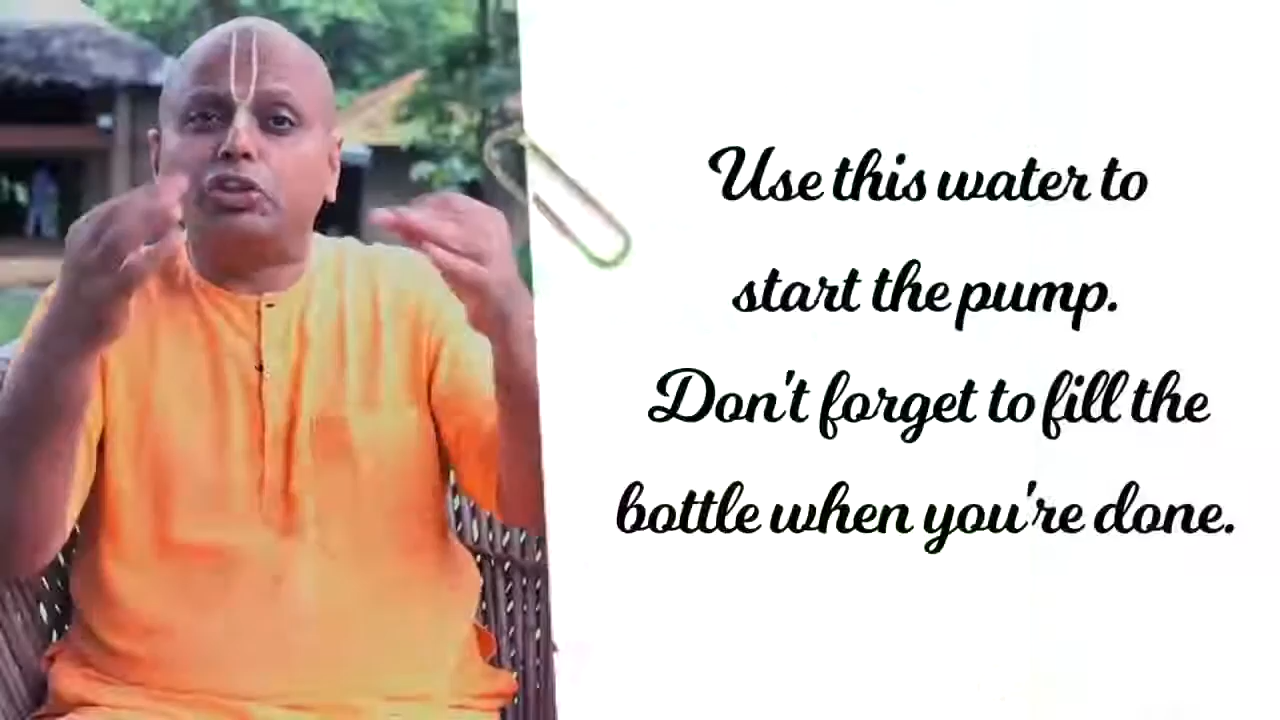 Use this water to
start the pump.
Don't forget to fill the
bottle when you're done.